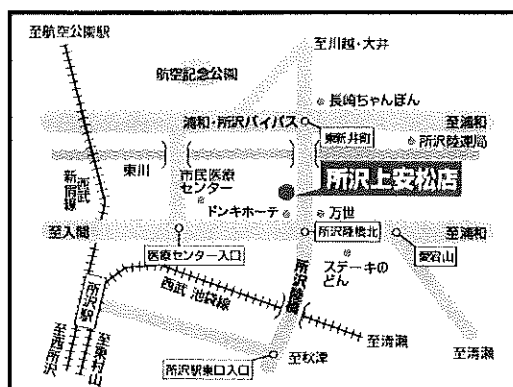 至航空公園駅
至川越・大井
航空記念公園
長崎ちゃんぽん
浦和・所沢バイパス
至浦和
東新井町
所沢陸運局
東川
市民医療
センター
所沢上安松店
西武
新宿線
ドンキホーテ
万世
至入間
所沢陸橋北
至浦和
愛宕山
医療センター入口
ステーキの
どん
所沢陸橋
西武 池袋線
所沢駅
至清瀬
至清瀬
至西所沢
至東村山
所沢駅東口入口
至秋津